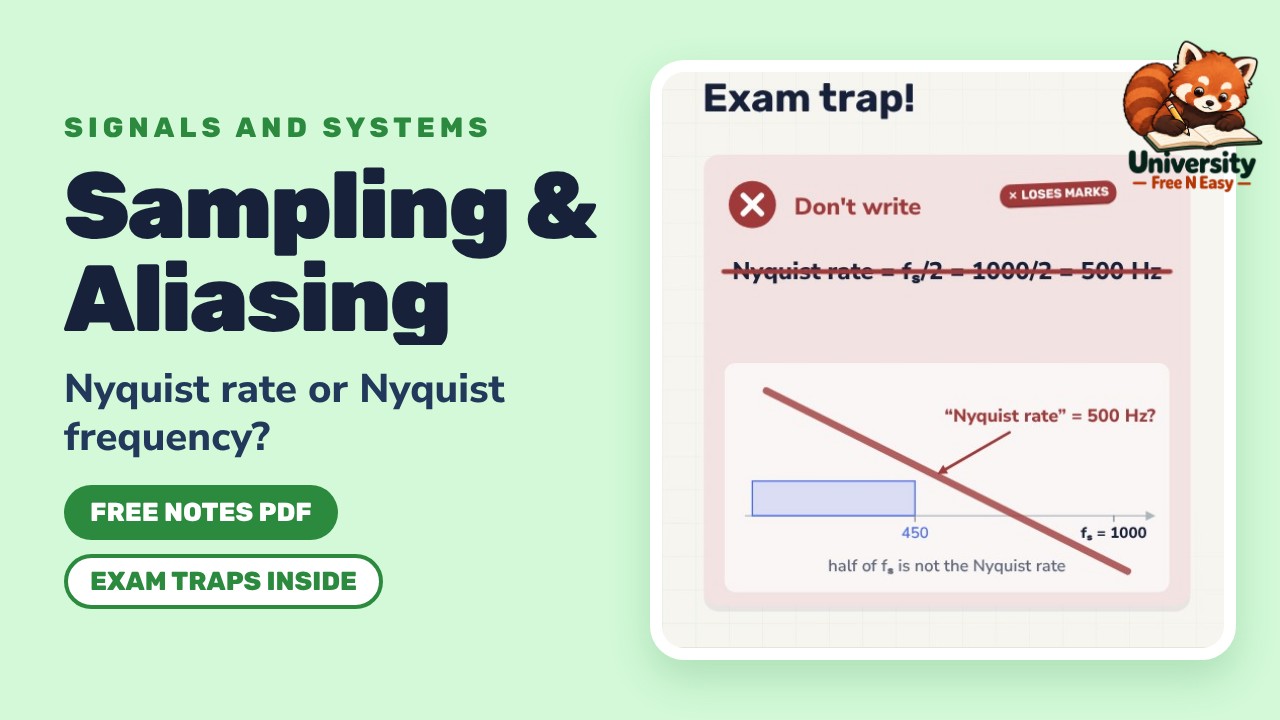 SIGNALS AND SYSTEMS
Sampling &
Aliasing
Nyquist rate or Nyquist
frequency?
FREE NOTES PDF
EXAM TRAPS INSIDE
Exam trap!
Don't write
× LOSES MARKS
Nyquist rate = fₛ/2 = 1000/2 = 500 Hz
“Nyquist rate” = 500 Hz?
450
fₛ = 1000
half of fₛ is not the Nyquist rate
University
Free N Easy